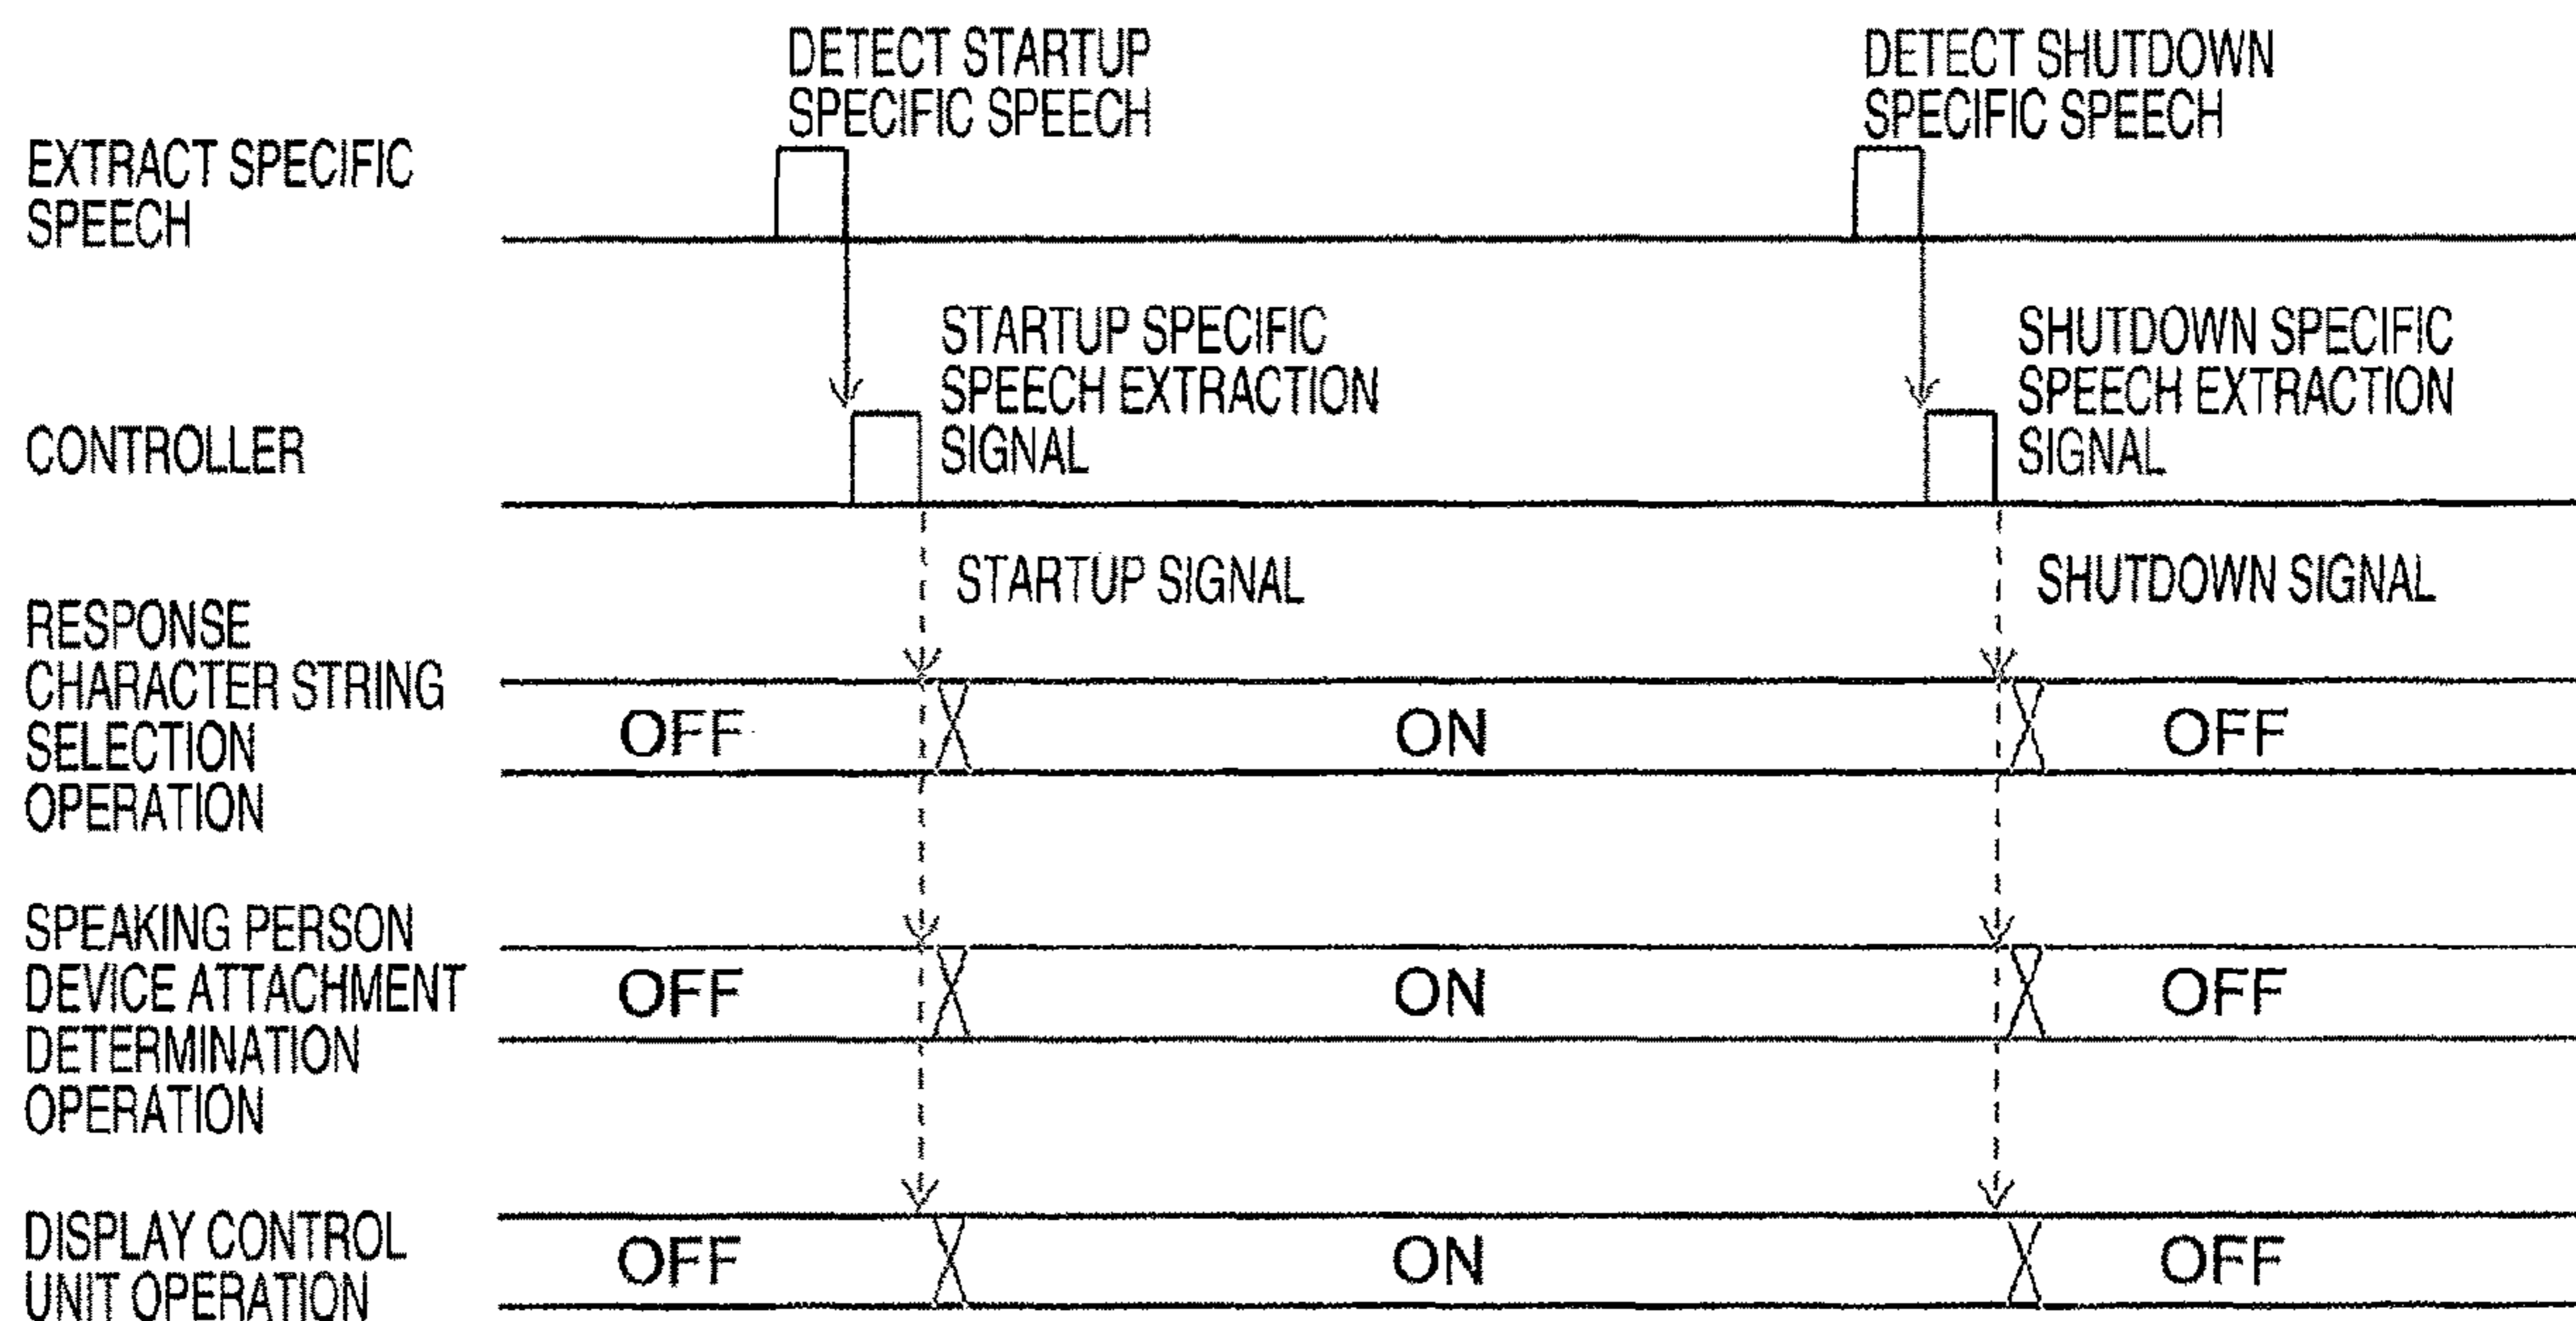 DETECT STARTUP
SPECIFIC SPEECH
DETECT SHUTDOWN
SPECIFIC SPEECH
EXTRACT SPECIFIC
SPEECH
STARTUP SPECIFIC
SPEECH EXTRACTION
SIGNAL
SHUTDOWN SPECIFIC
SPEECH EXTRACTION
SIGNAL
CONTROLLER
STARTUP SIGNAL
SHUTDOWN SIGNAL
RESPONSE
CHARACTER STRING
SELECTION
OPERATION
OFF
ON
OFF
SPEAKING PERSON
DEVICE ATTACHMENT
DETERMINATION
OPERATION
OFF
ON
OFF
DISPLAY CONTROL
UNIT OPERATION
OFF
ON
OFF